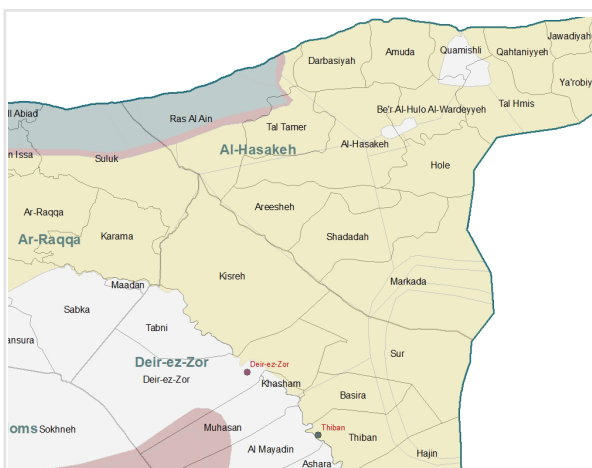 Jawadiyah
Quamishli
Amuda
Qahtaniyyeh
Darbasiyah
Ya'robiy
Tal Hmis
Be'r Al-Hulo Al-Wardeyyeh
ll Abiad
Ras Al Ain
Tal Tamer
Al-Hasakeh
Al-Hasakeh
n Issa
Suluk
Hole
Areesheh
Ar-Raqqa
Shadadah
Karama
Ar-Raqqa
Kisreh
Markada
Maadan
Sabka
Tabni
ansura
Sur
Deir-ez-Zor
Deir-ez-Zor
Deir-ez-Zor
Khasham
Basira
oms
Sokhneh
Muhasan
Thiban
Thiban
Al Mayadin
Hajin
Ashara